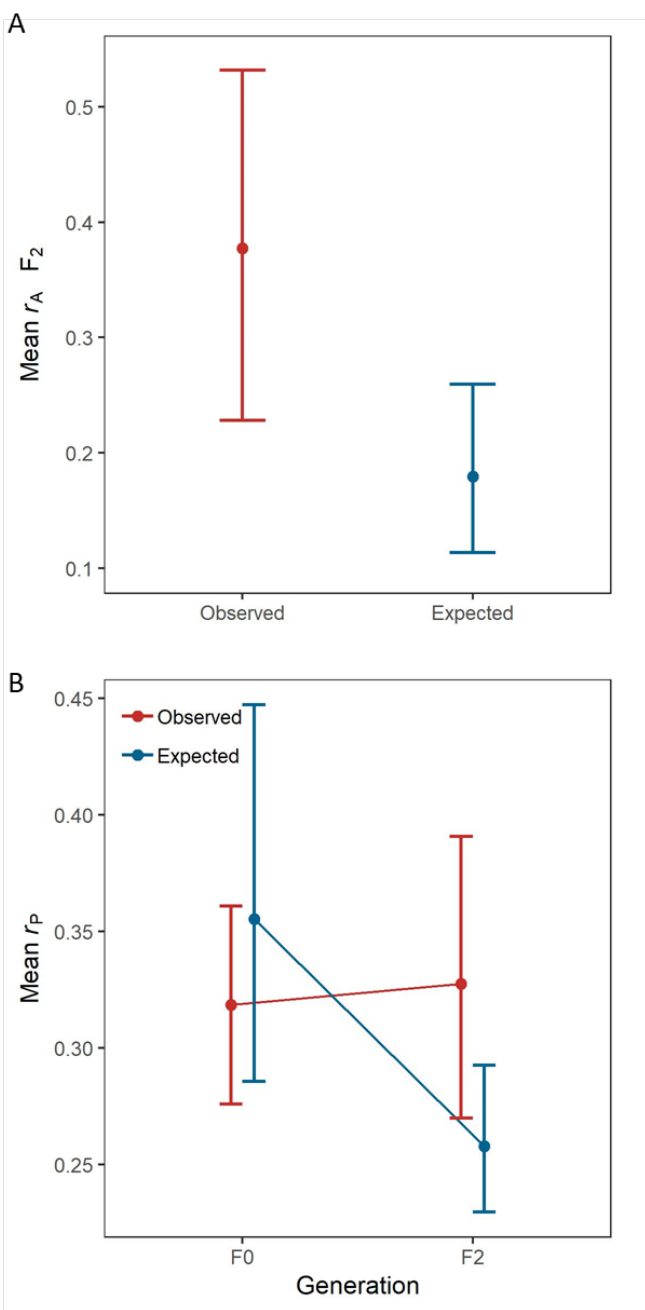 A
Mean rA F2
0.5
0.4
0.3
0.2
0.1
Observed
Expected
B
Mean rP
0.45
0.40
0.35
0.30
0.25
Observed
Expected
F0
F2
Generation